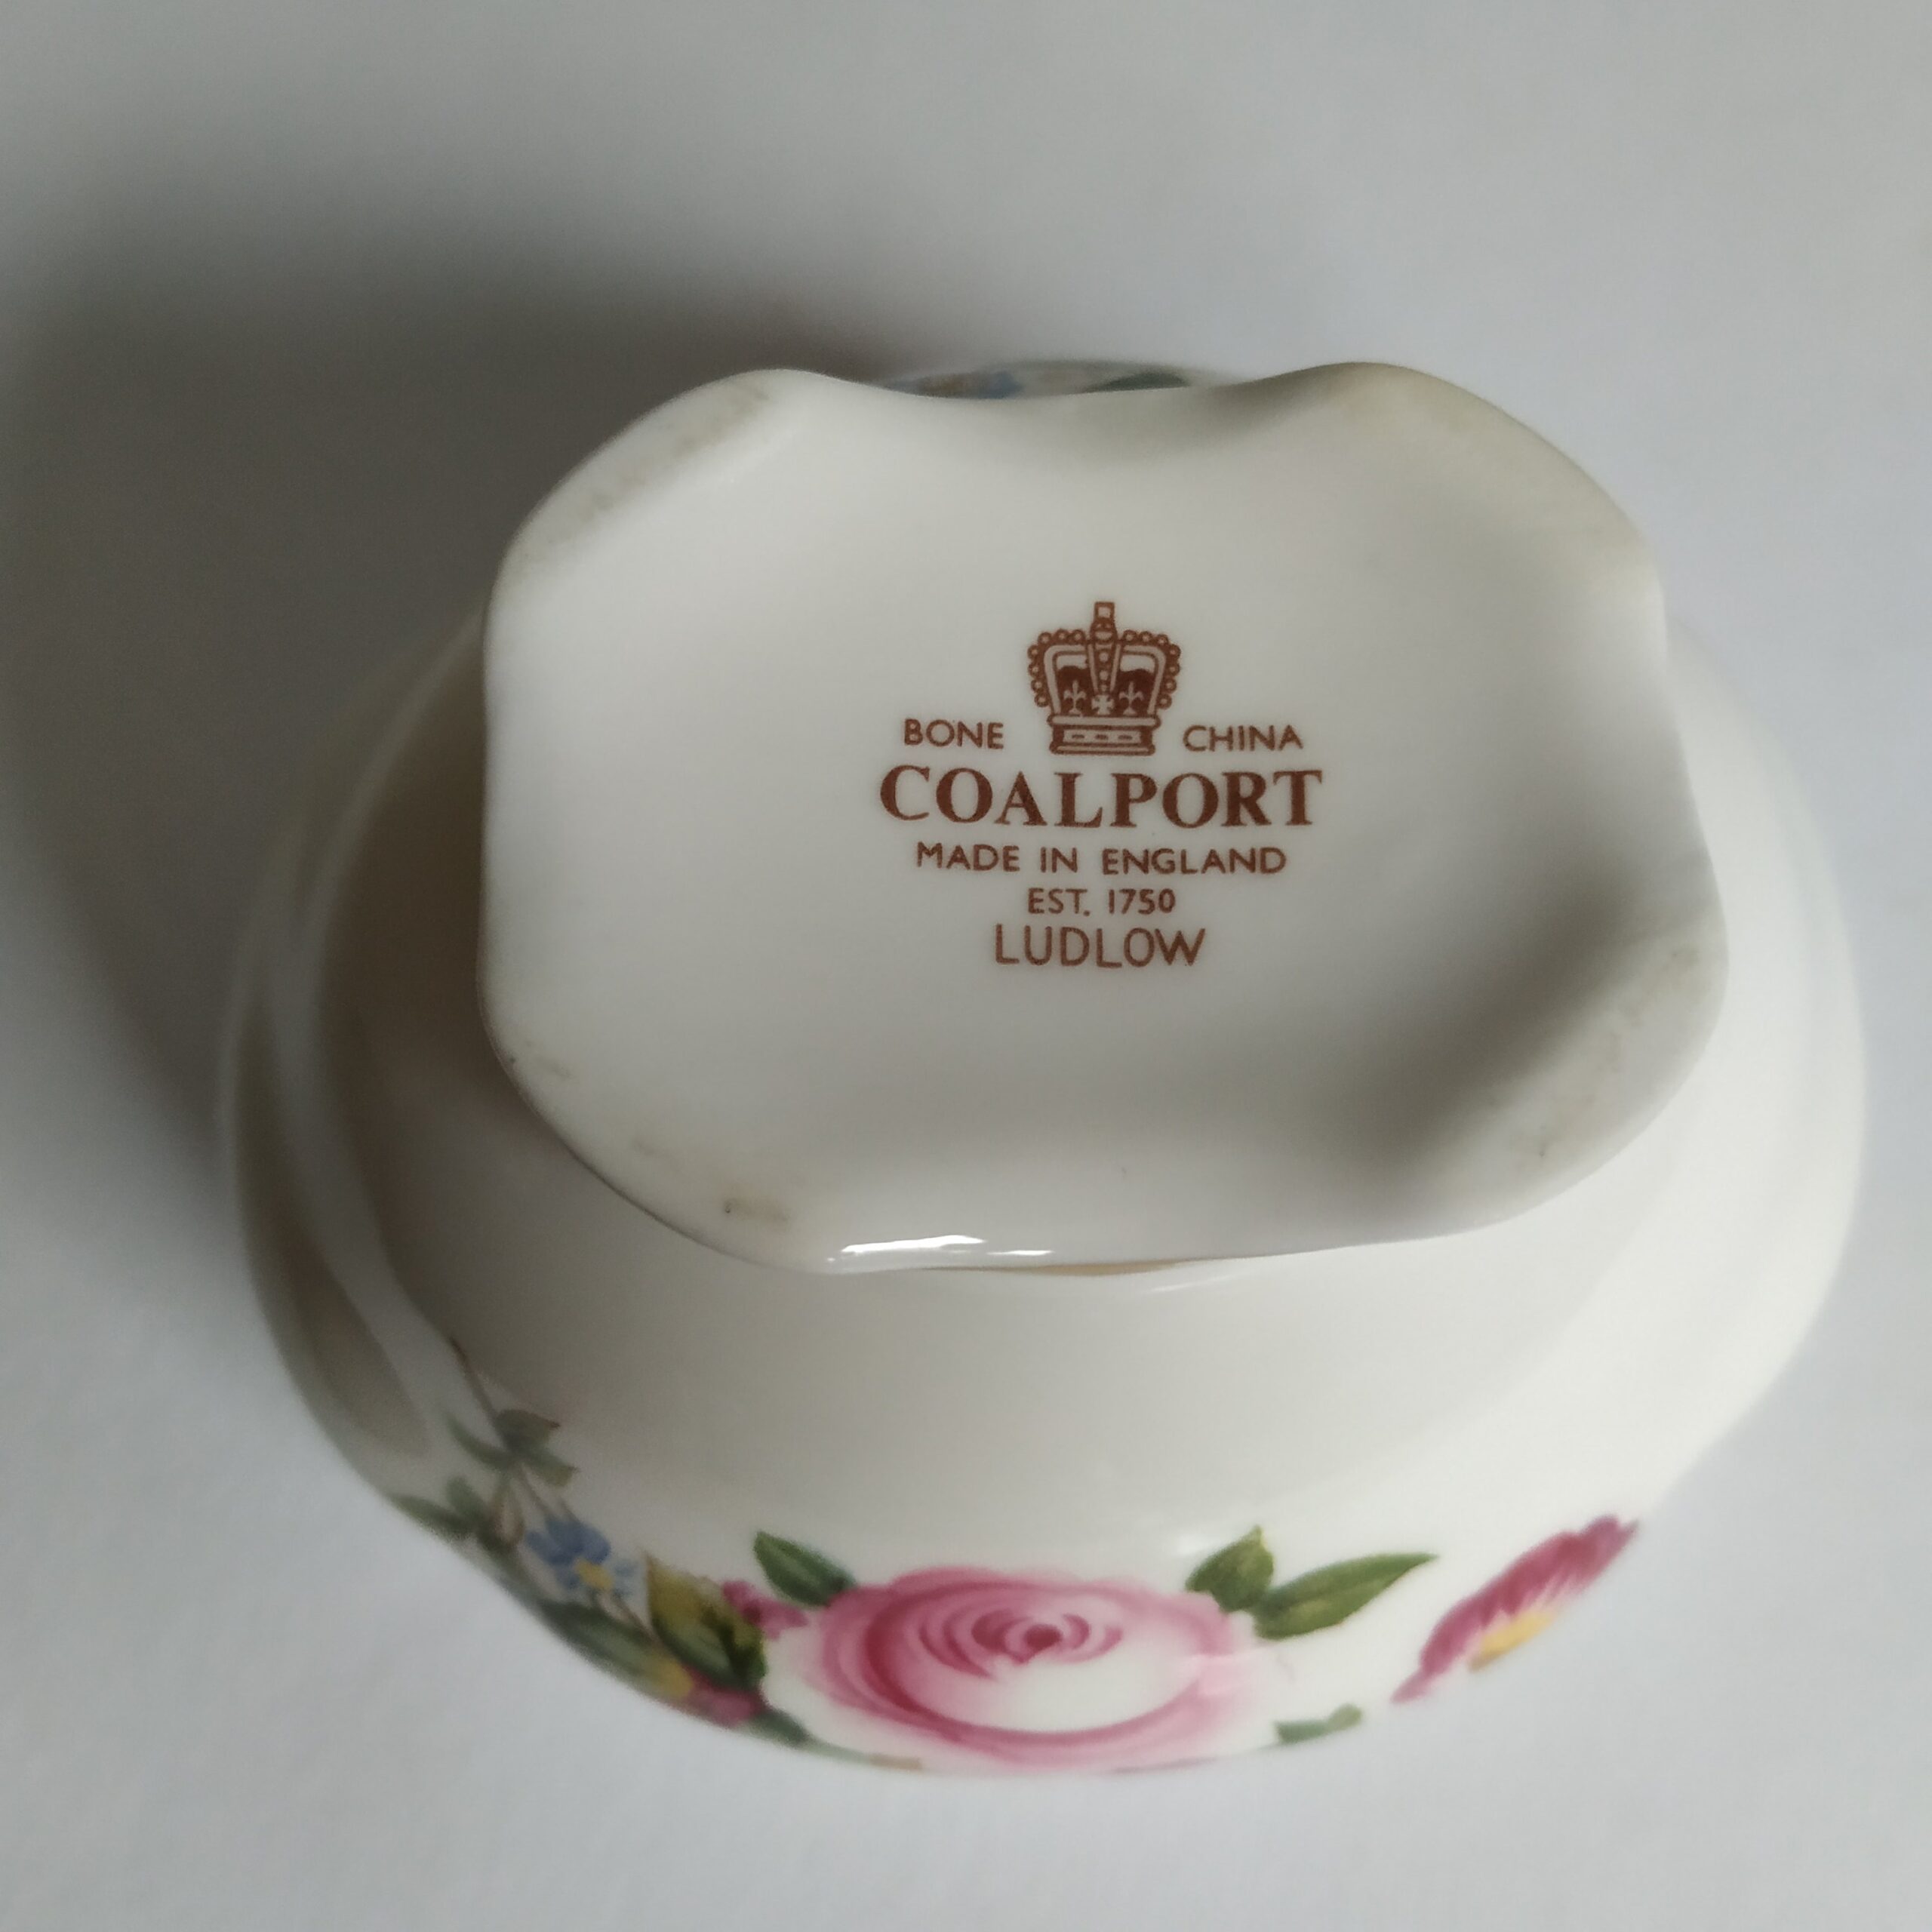 BONE CHINA
COALPORT
MADE IN ENGLAND
EST. 1750
LUDLOW